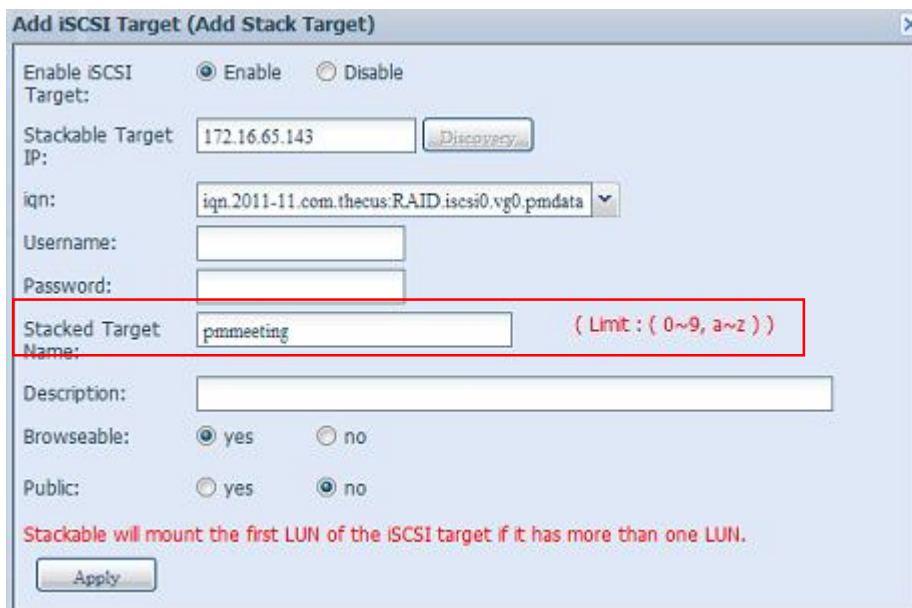 Add iSCSI Target (Add Stack Target)
Enable iSCSI Target: Enable Disable
Stackable Target IP: 172.16.65.143 Discovery
iqn: iqn.2011-11.com.thecus:RAID.iscsi0.vg0.pmdata
Username:
Password:
Stacked Target Name: pmmeeting ( Limit : ( 0~9, a~z ) )
Description:
Browseable: yes no
Public: yes no
Stackable will mount the first LUN of the iSCSI target if it has more than one LUN.
Apply